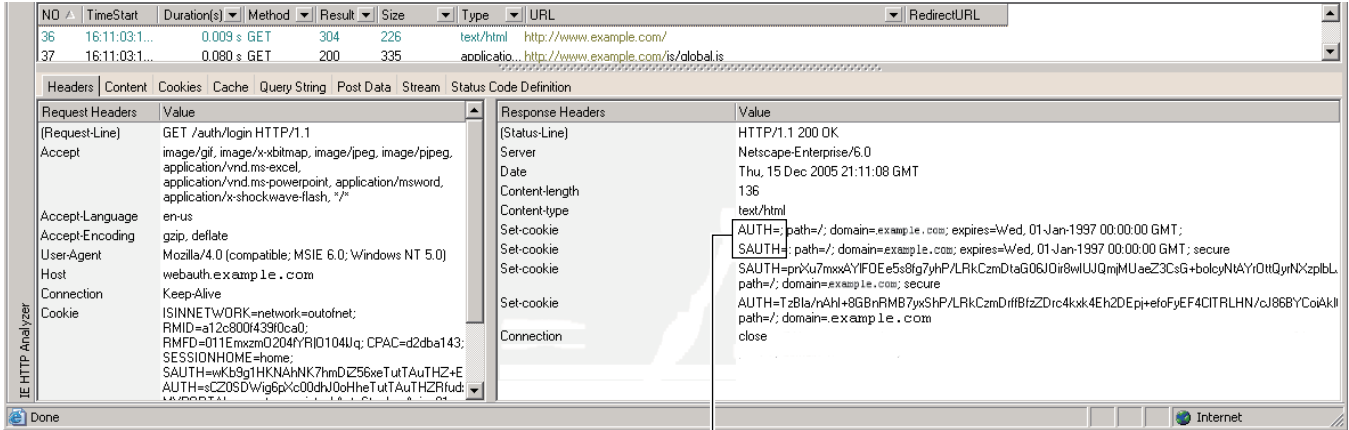 NO TimeStart Duration(s) Method Result Size Type URL RedirectURL
36 16:11:03:1... 0.009 s GET 304 226 text/html http://www.example.com/
37 16:11:03:1... 0.080 s GET 200 335 applicatio... http://www.example.com/js/global.js
Headers Content Cookies Cache Query String Post Data Stream Status Code Definition
Request Headers Value
(Request-Line) GET /auth/login HTTP/1.1
Accept image/gif, image/x-xbitmap, image/jpeg, image/pjpeg,
application/vnd.ms-excel,
application/vnd.ms-powerpoint, application/msword,
application/x-shockwave-flash, */*
Accept-Language en-us
Accept-Encoding gzip, deflate
User-Agent Mozilla/4.0 (compatible; MSIE 6.0; Windows NT 5.0)
Host webauth.example.com
Connection Keep-Alive
Cookie ISINNETWORK=network=outofnet;
RMID=a12c800f439f0ca0;
CPAC=d2dba143;
SESSIONHOME=home;
Response Headers Value
(Status-Line) HTTP/1.1 200 OK
Server Netscape-Enterprise/6.0
Date Thu, 15 Dec 2005 21:11:08 GMT
Content-length 136
Content-type text/html
Set-cookie AUTH=; path=/; domain=.example.com; expires=Wed, 01-Jan-1997 00:00:00 GMT;
Set-cookie SAUTH=; path=/; domain=example.com; expires=Wed, 01-Jan-1997 00:00:00 GMT; secure
Set-cookie
path=/; domain=example.com; secure
Set-cookie
path=/; domain=.example.com
Connection close
IE HTTP Analyzer
Done Internet